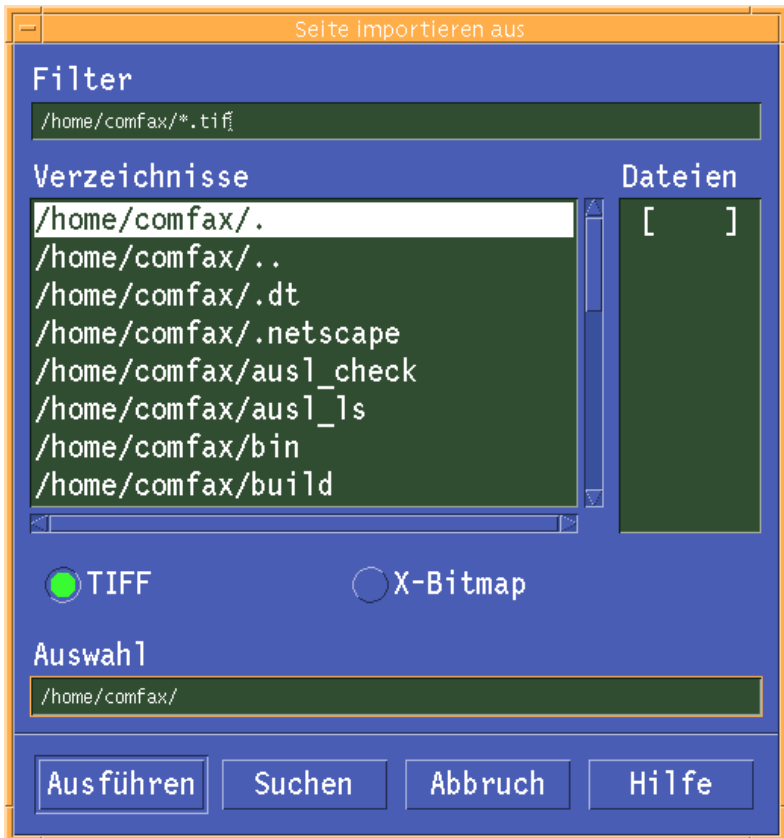 Seite importieren aus
Filter
/home/comfax/*.tif
Verzeichnisse
Dateien
/home/comfax/.
[ ]
/home/comfax/..
/home/comfax/.dt
/home/comfax/.netscape
/home/comfax/ausl_check
/home/comfax/ausl_ls
/home/comfax/bin
/home/comfax/build
TIFF
X-Bitmap
Auswahl
/home/comfax/
Ausführen
Suchen
Abbruch
Hilfe